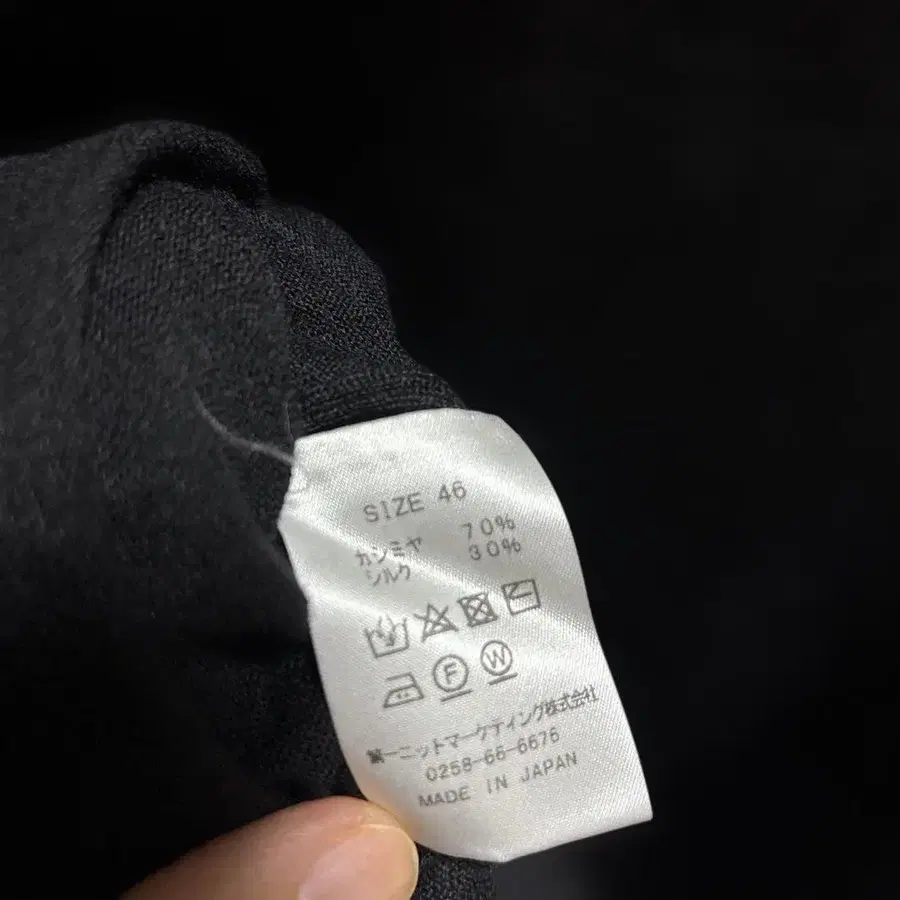 SIZE 46
カシミヤ 70%
シルク 30%
F W
第一ニットマーケティング株式会社
0258-66-6676
MADE IN JAPAN